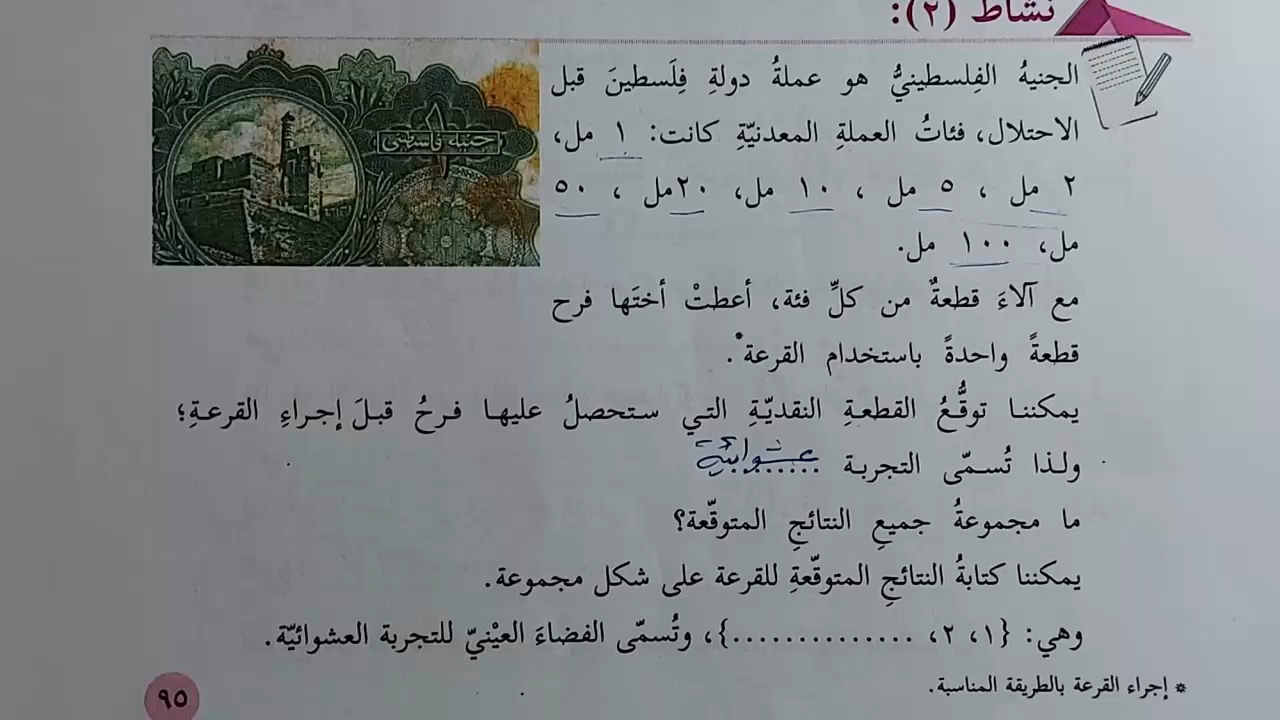 نشاط (٢):
الجنيهُ الفِلسطينيُّ هو عملةُ دولةِ فِلَسطينَ قبل
الاحتلال، فئاتُ العملةِ المعدنيّةِ كانت: ١ مل،
٢ مل ، ٥ مل ، ١٠ مل، ٢٠مل ، ٥٠
مل، ١٠٠ مل.
مع آلاءَ قطعةٌ من كلِّ فئة، أعطتْ أختَها فرح
قطعةً واحدةً باستخدام القرعة*.
يمكننا توقُّعُ القطعةِ النقديّةِ التي ستحصلُ عليها فرحُ قبلَ إجراءِ القرعةِ؛
ولذا تُسمّى التجربة عشوائية
ما مجموعةُ جميعِ النتائجِ المتوقّعة؟
يمكننا كتابةُ النتائجِ المتوقّعةِ للقرعة على شكل مجموعة.
وهي: {١، ٢، ..............}، وتُسمّى الفضاءَ العيْنيّ للتجربة العشوائيّة.
* إجراء القرعة بالطريقة المناسبة.
٩٥
١
جنيه فلسطيني